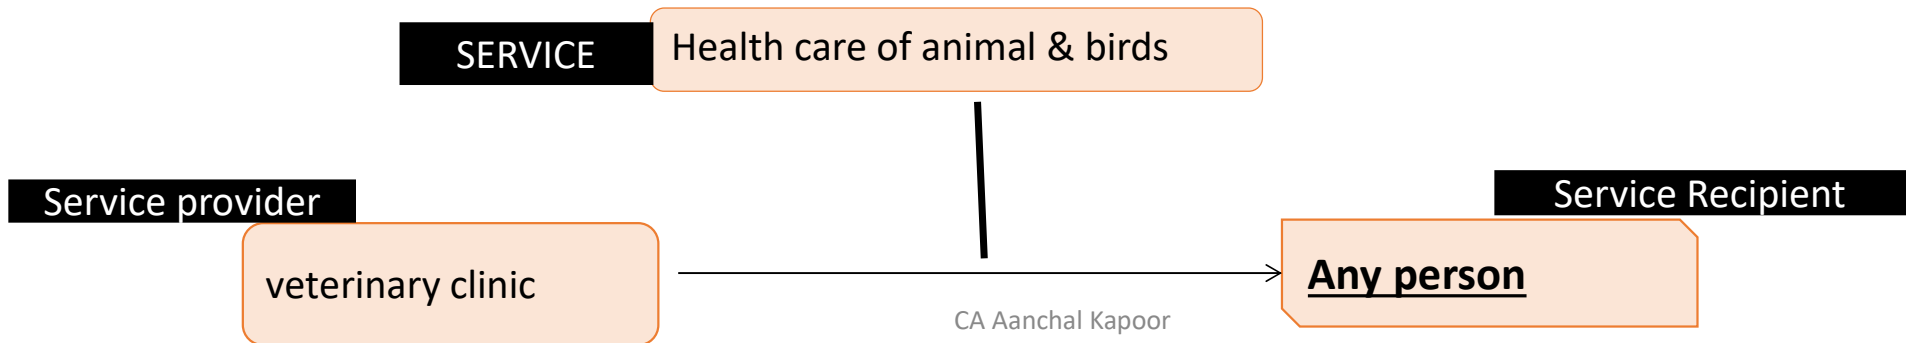 SERVICE
Health care of animal & birds
Service provider
Service Recipient
veterinary clinic
Any person
CA Aanchal Kapoor